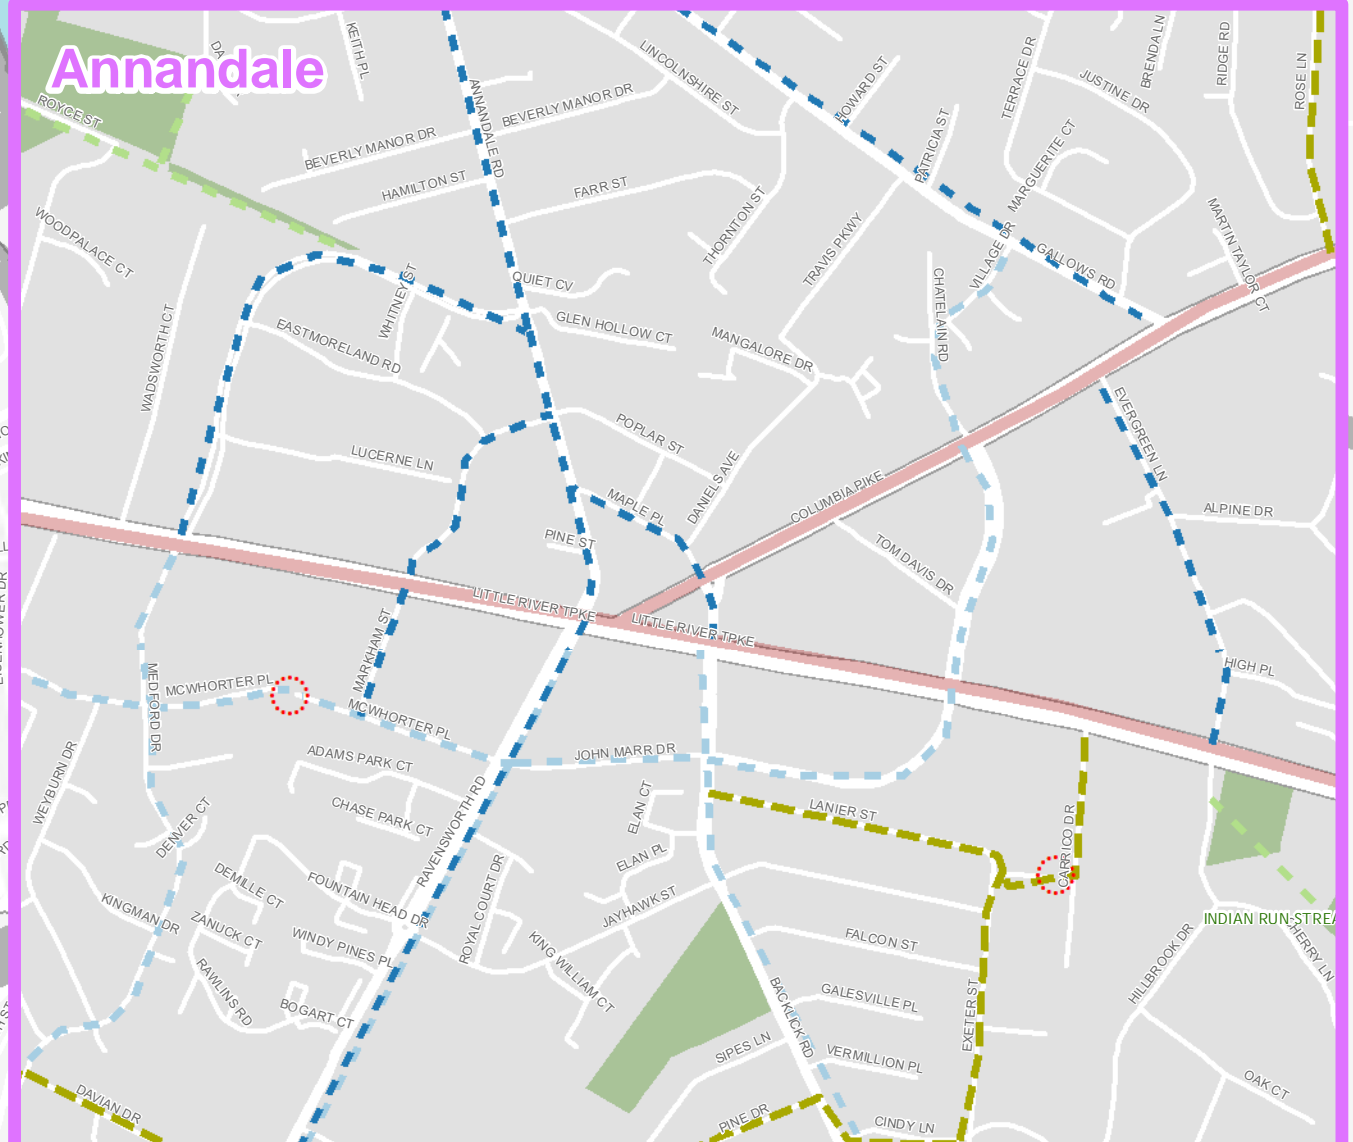 Annandale
ROYCE ST
KEITH PL
ANNANDALE RD
BEVERLY MANOR DR
BEVERLY MANOR DR
HAMILTON ST
FARR ST
LINCOLNSHIRE ST
HOWARD ST
PATRICIA ST
TERRACE DR
JUSTINE DR
BRENDA LN
RIDGE RD
ROSE LN
MARGUERITE CT
THORNTON ST
TRAVIS PKWY
VILLAGE DR
GALLOWS RD
MARTIN TAYLOR CT
WOODPALACE CT
WADSWORTH CT
WHITNEY ST
QUIET CV
GLEN HOLLOW CT
EASTMORELAND RD
MANGALORE DR
CHATELAIN RD
LUCERNE LN
POPLAR ST
MAPLE PL
DANIELS AVE
COLUMBIA PIKE
EVERGREEN LN
ALPINE DR
PINE ST
TOM DAVIS DR
LITTLE RIVER TPKE
LITTLE RIVER TPKE
MARKHAM ST
MEDFORD DR
MCWHORTER PL
MCWHORTER PL
HIGH PL
JOHN MARR DR
ADAMS PARK CT
WEYBURN DR
CHASE PARK CT
RAVENSWORTH RD
ELAN CT
LANIER ST
CARRICO DR
DENVER CT
ELAN PL
DEMILLE CT
FOUNTAIN HEAD DR
ROYAL COURT DR
JAYHAWK ST
KINGMAN DR
ZANUCK CT
WINDY PINES PL
KING WILLIAM CT
FALCON ST
INDIAN RUN-STREA
HERRY LN
HILLBROOK DR
RAWLINS RD
BOGART CT
BACKLICK RD
GALESVILLE PL
EXETER ST
SIPES LN
VERMILLION PL
OAK CT
DAVIAN DR
PINE DR
CINDY LN